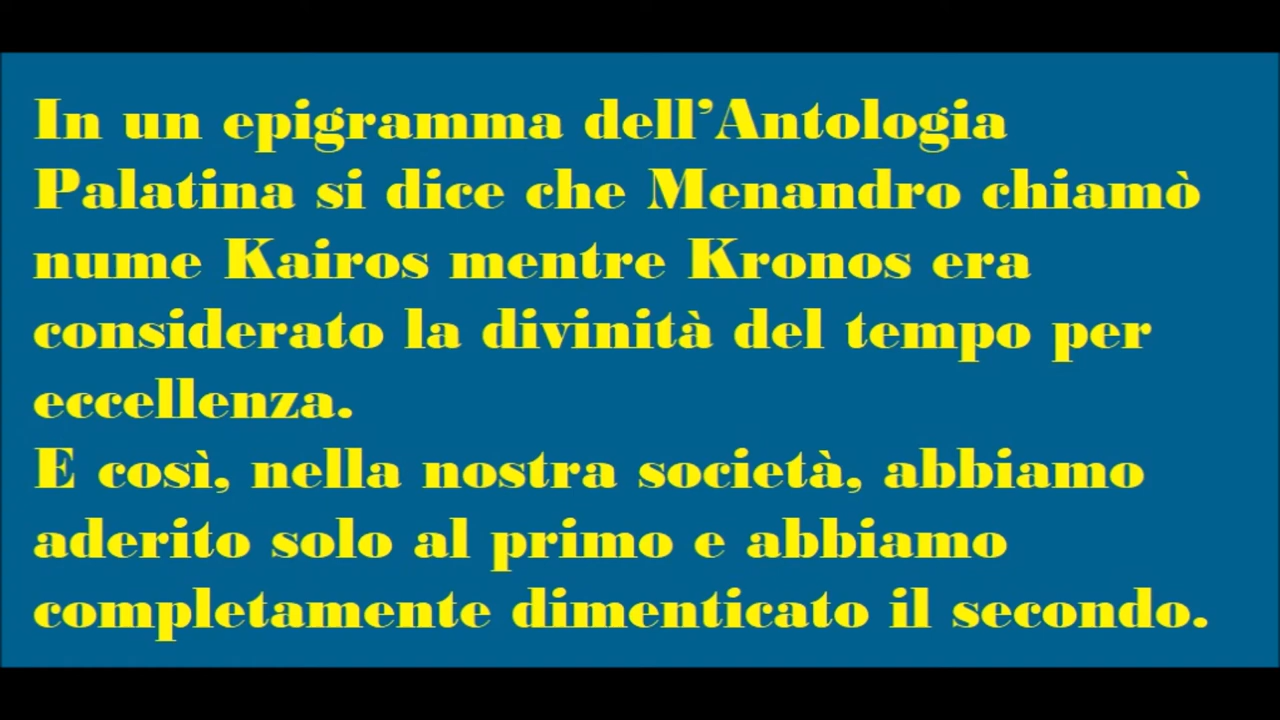 In un epigramma dell’Antologia
Palatina si dice che Menandro chiamò
nume Kairos mentre Kronos era
considerato la divinità del tempo per
eccellenza.
E così, nella nostra società, abbiamo
aderito solo al primo e abbiamo
completamente dimenticato il secondo.